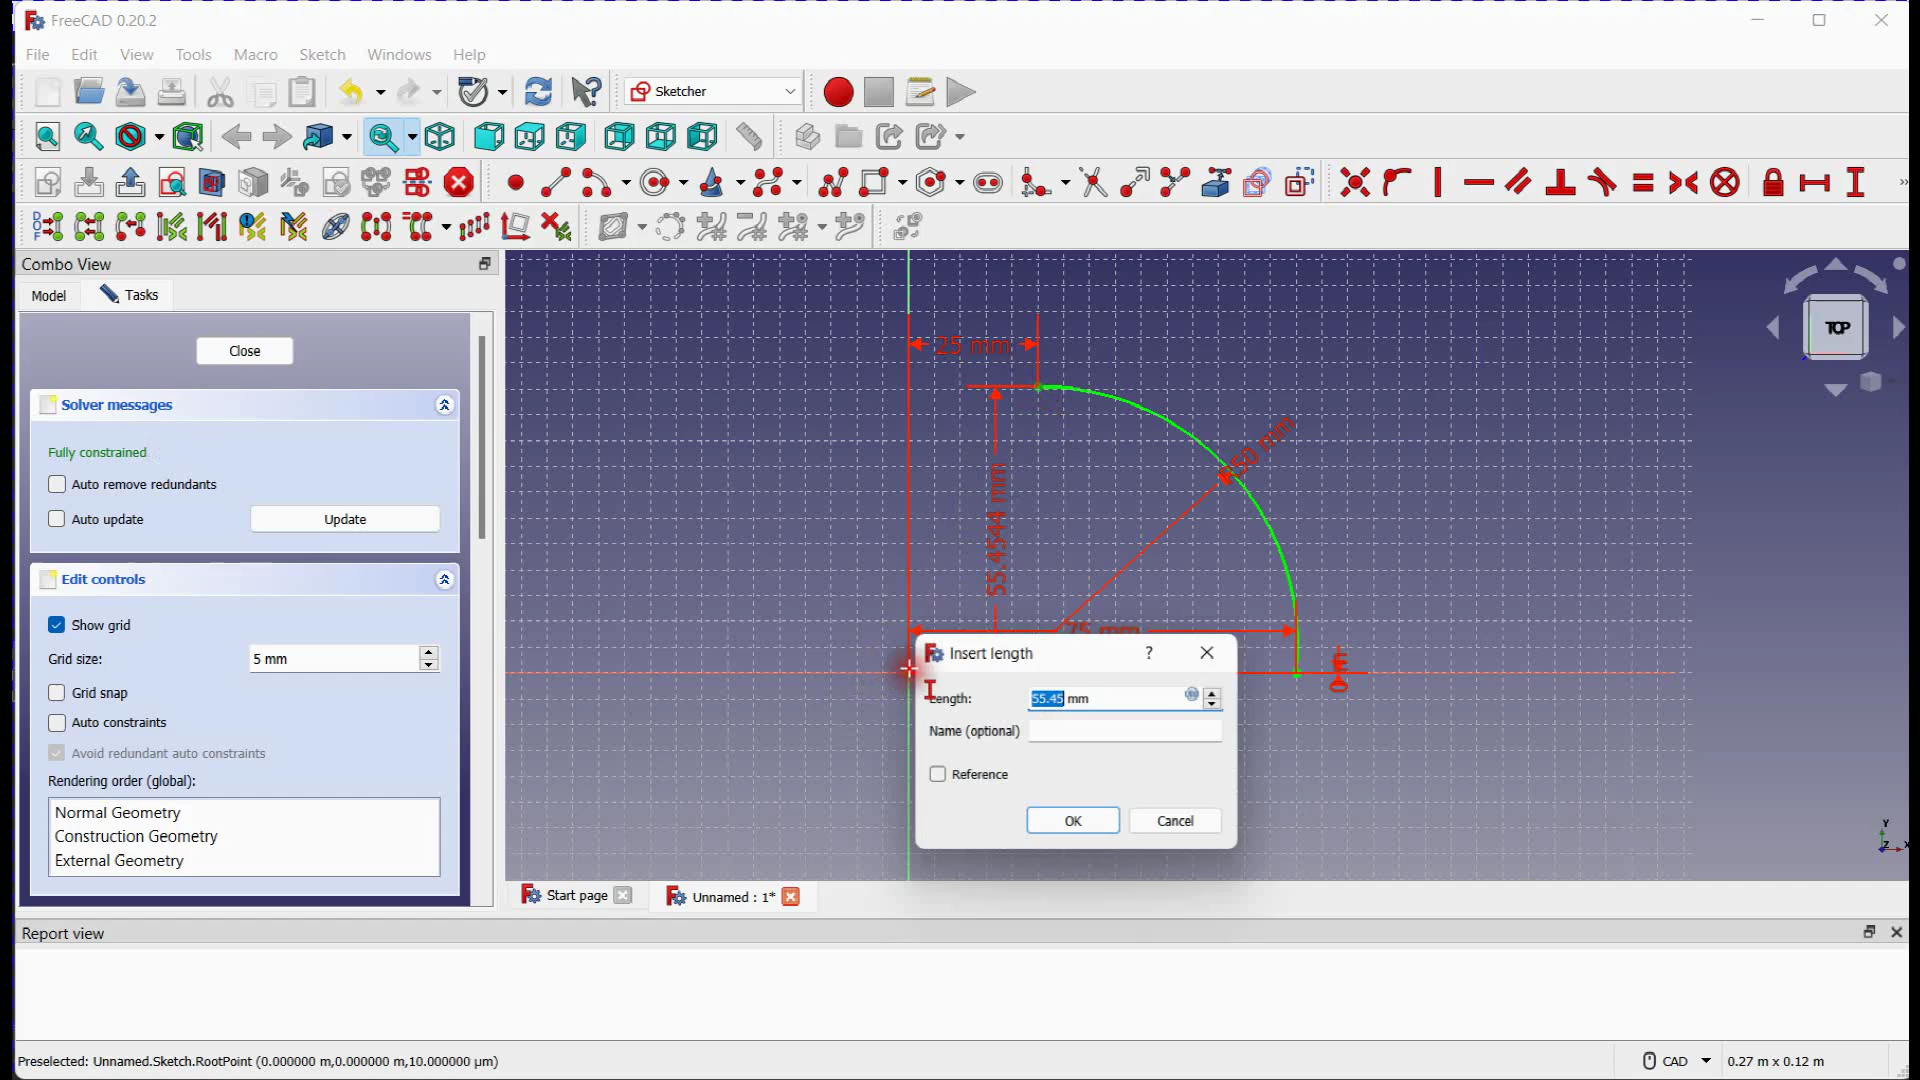 FreeCAD 0.20.2
File Edit View Tools Macro Sketch Windows Help
Sketcher
Combo View
Model Tasks
Close
Solver messages
Fully constrained
Auto remove redundants
Auto update Update
Edit controls
Show grid
Grid size: 5 mm
Grid snap
Auto constraints
Avoid redundant auto constraints
Rendering order (global):
Normal Geometry
Construction Geometry
External Geometry
TOP
25 mm
R50 mm
55.4544 mm
75 mm
Insert length ?
Length: 55.45 mm
Name (optional)
Reference
OK Cancel
Y
Z X
Start page Unnamed : 1*
Report view
Preselected: Unnamed.Sketch.RootPoint (0.000000 m,0.000000 m,10.000000 µm) CAD 0.27 m x 0.12 m